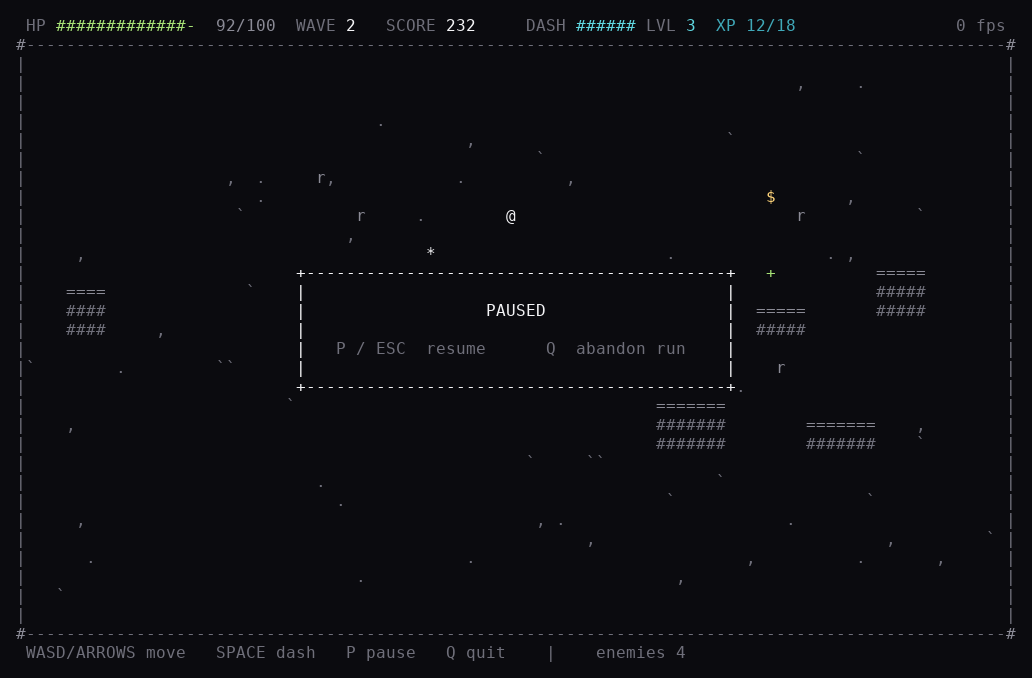 HP #############- 92/100 WAVE 2 SCORE 232 DASH ###### LVL 3 XP 12/18 0 fps
r
$
r @ r
*
+
PAUSED
P / ESC resume Q abandon run
r
WASD/ARROWS move SPACE dash P pause Q quit | enemies 4